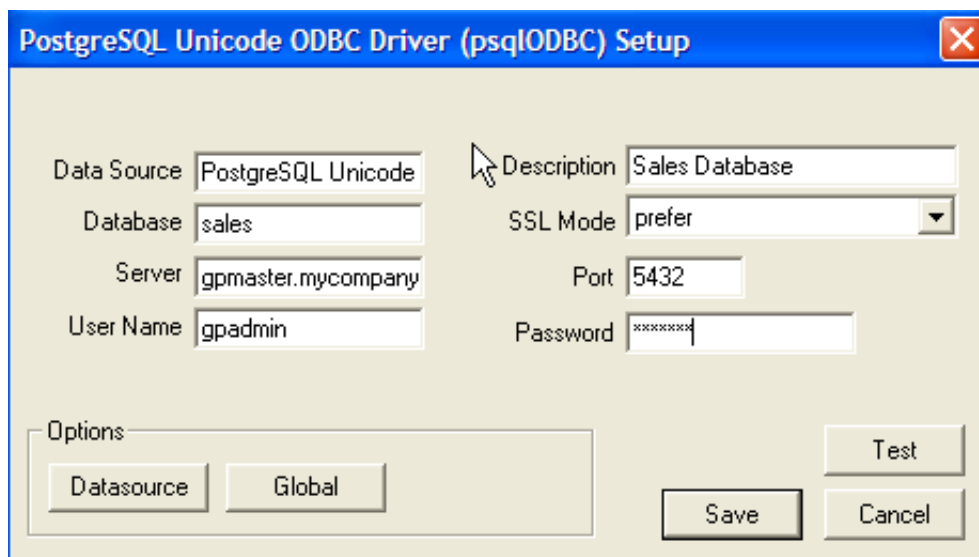 PostgreSQL Unicode ODBC Driver (psqlODBC) Setup
Data Source PostgreSQL Unicode
Description Sales Database
Database sales
SSL Mode prefer
Server gpmaster.mycompany
Port 5432
User Name gpadmin
Password *******
Options
Datasource
Global
Test
Save
Cancel